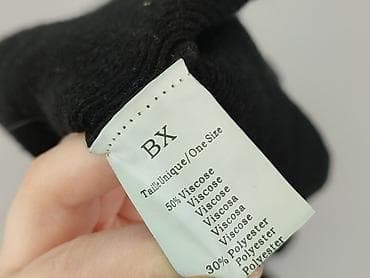 BX
Taille Unique/One Size
50% Viscose
Viscose
Viscose
Viscosa
Viscosa
Viscose
30% Polyester
Polyester
Polyester